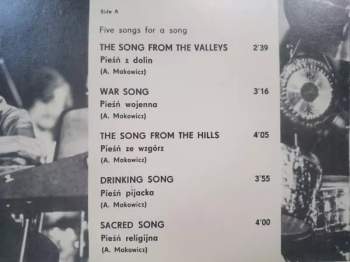 Side A
Five songs for a song
THE SONG FROM THE VALLEYS 2'39
Pieśń z dolin
(A. Makowicz)
WAR SONG 3'16
Pieśń wojenna
(A. Makowicz)
THE SONG FROM THE HILLS 4'05
Pieśń ze wzgórz
(A. Makowicz)
DRINKING SONG 3'55
Pieśń pijacka
(A. Makowicz)
SACRED SONG 4'00
Pieśń religijna
(A. Makowicz)